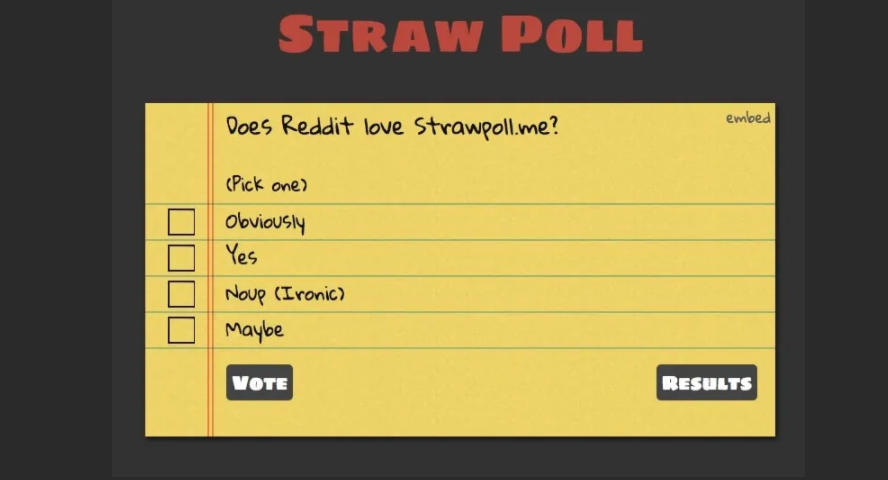 STRAW POLL
embed
Does Reddit love Strawpoll.me?
(Pick one)
Obviously
Yes
Noup (Ironic)
Maybe
VOTE
RESULTS